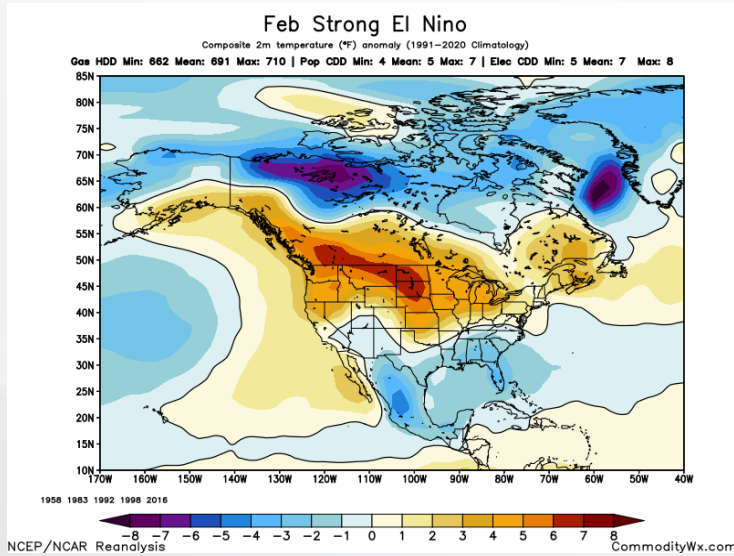 Feb Strong El Nino
Composite 2m temperature (°F) anomaly (1991-2020 Climatology)
Gas HDD Min: 662 Mean: 691 Max: 710 | Pop CDD Min: 4 Mean: 5 Max: 7 | Elec CDD Min: 5 Mean: 7 Max: 8
85N
80N
75N
70N
65N
60N
55N
50N
45N
40N
35N
30N
25N
20N
15N
10N
170W 160W 150W 140W 130W 120W 110W 100W 90W 80W 70W 60W 50W 40W
1958 1983 1992 1998 2016
-8 -7 -6 -5 -4 -3 -2 -1 0 1 2 3 4 5 6 7 8
NCEP/NCAR Reanalysis CommodityWx.com